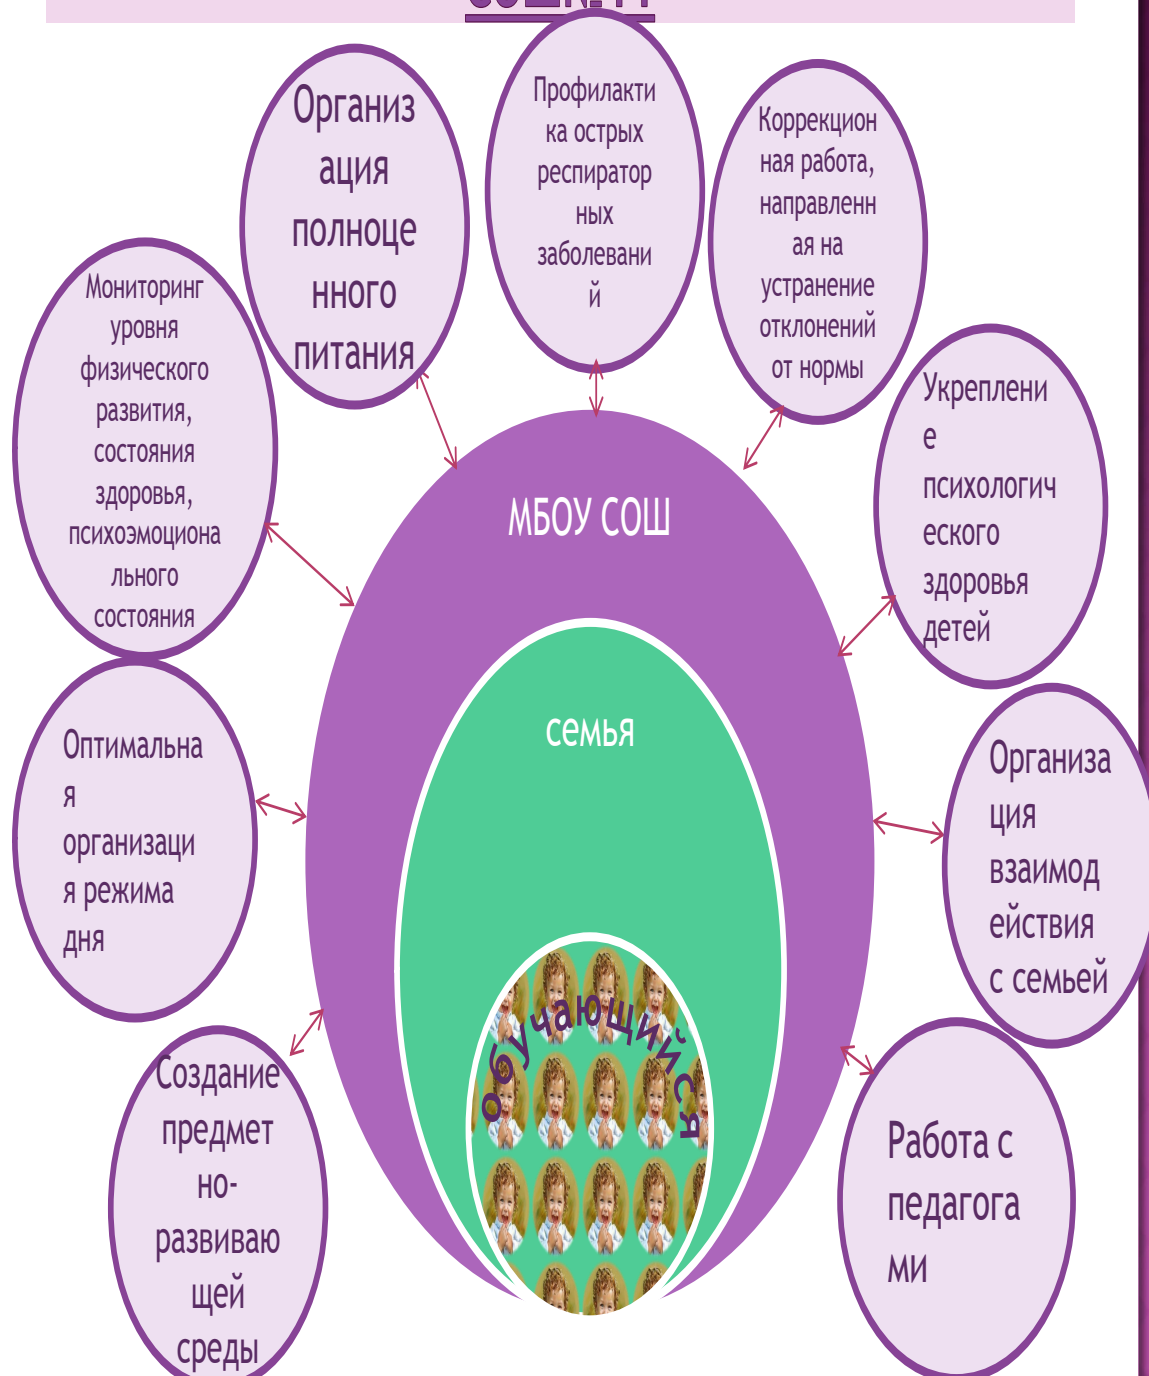 Организ
ация
полноце
нного
питания
Профилакти
ка острых
респиратор
ных
заболевани
й
Коррекцион
ная работа,
направленн
ая на
устранение
отклонений
от нормы
Мониторинг
уровня
физического
развития,
состояния
здоровья,
психоэмоциона
льного
состояния
Укреплени
е
психологич
еского
здоровья
детей
МБОУ СОШ
семья
Оптимальна
я
организаци
я режима
дня
Организа
ция
взаимод
ействия
с семьей
обучающийся
Создание
предмет
но-
развиваю
щей
среды
Работа с
педагога
ми